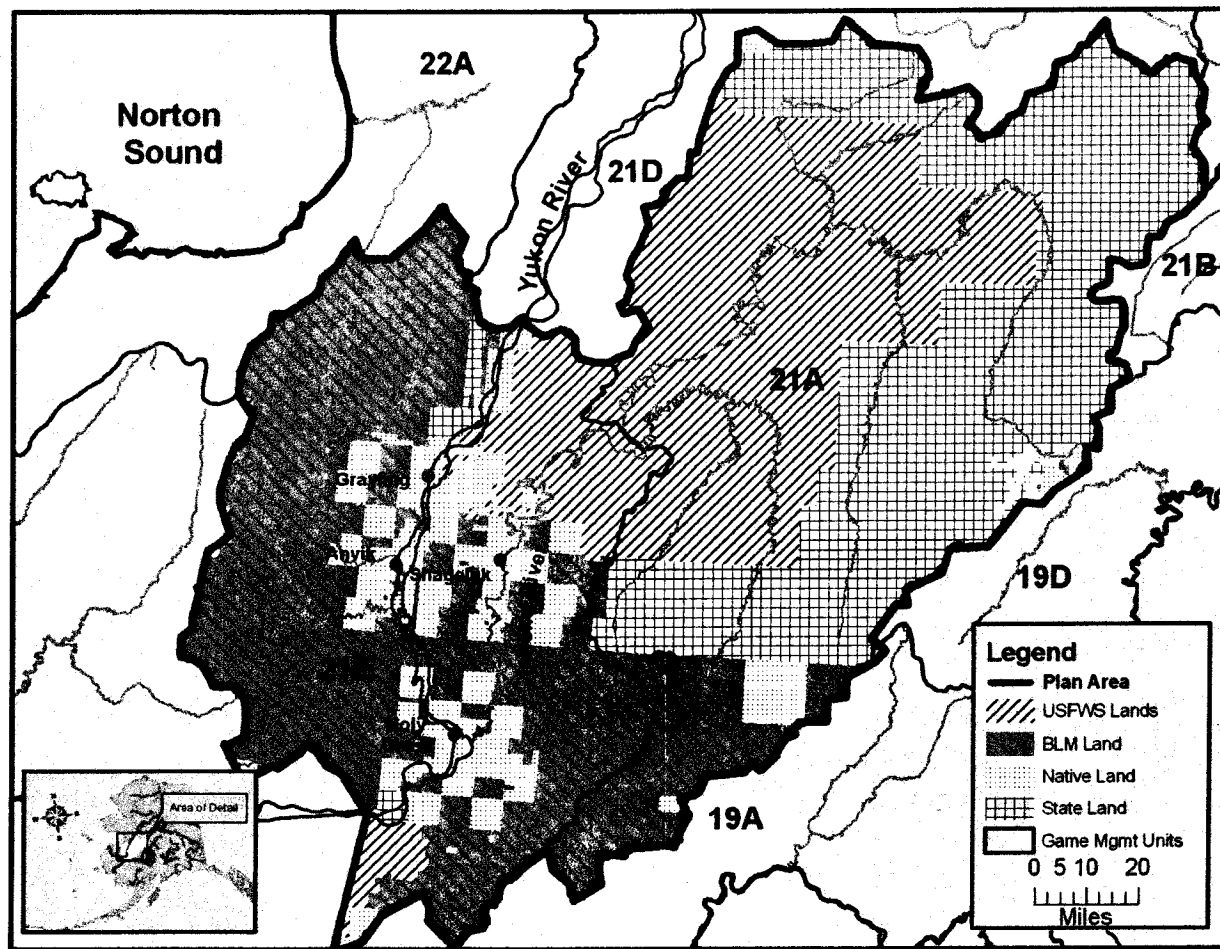 22A
Norton
Sound
Yukon River
21D
21B
21A
Grayling
Anvik
Shageluk
19D
19A
Area of Detail
Legend
Plan Area
USFWS Lands
BLM Land
Native Land
State Land
Game Mgmt Units
0 5 10 20
Miles